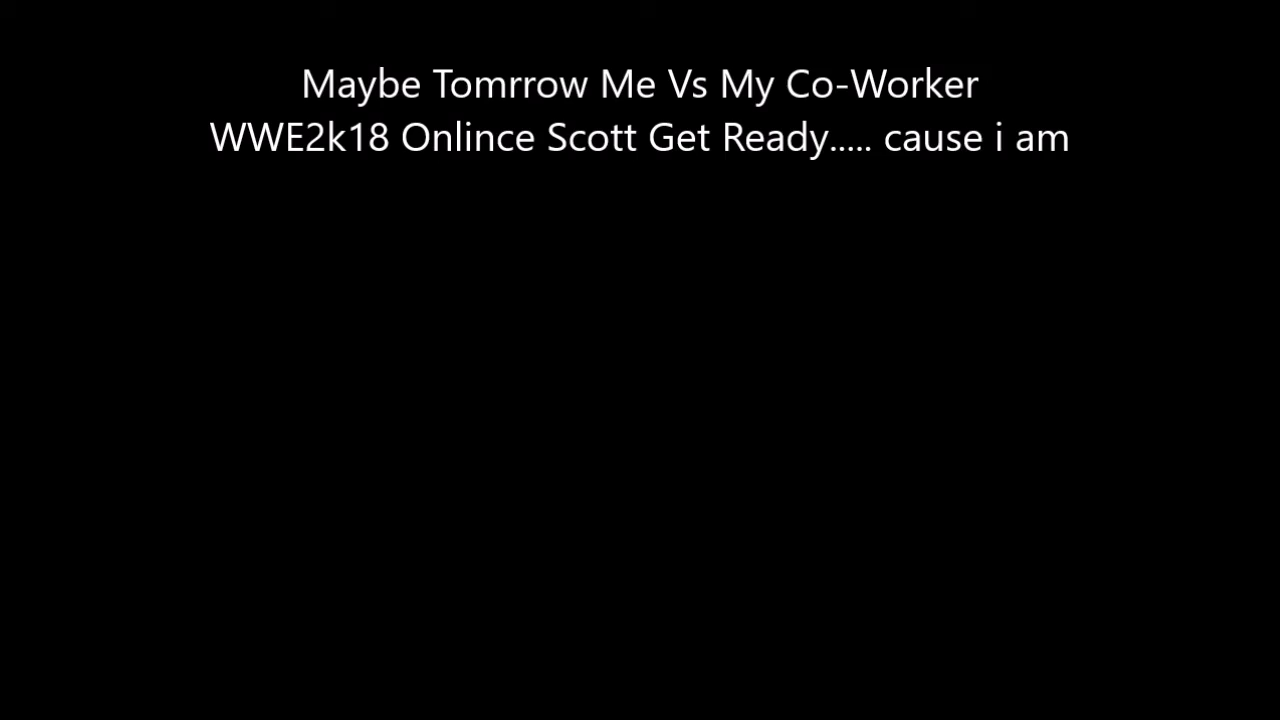 Maybe Tomrrow Me Vs My Co-Worker
WWE2k18 Onlince Scott Get Ready..... cause i am